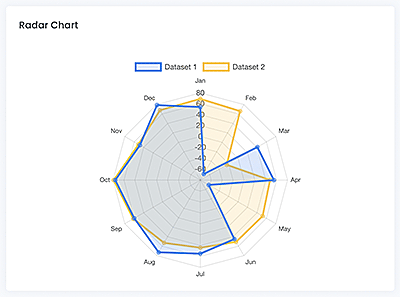 Radar Chart
Dataset 1 Dataset 2
Jan
Dec 80 Feb
60
40
Nov 20 Mar
0
-20
-40
-60
Oct Apr
Sep May
Aug Jun
Jul